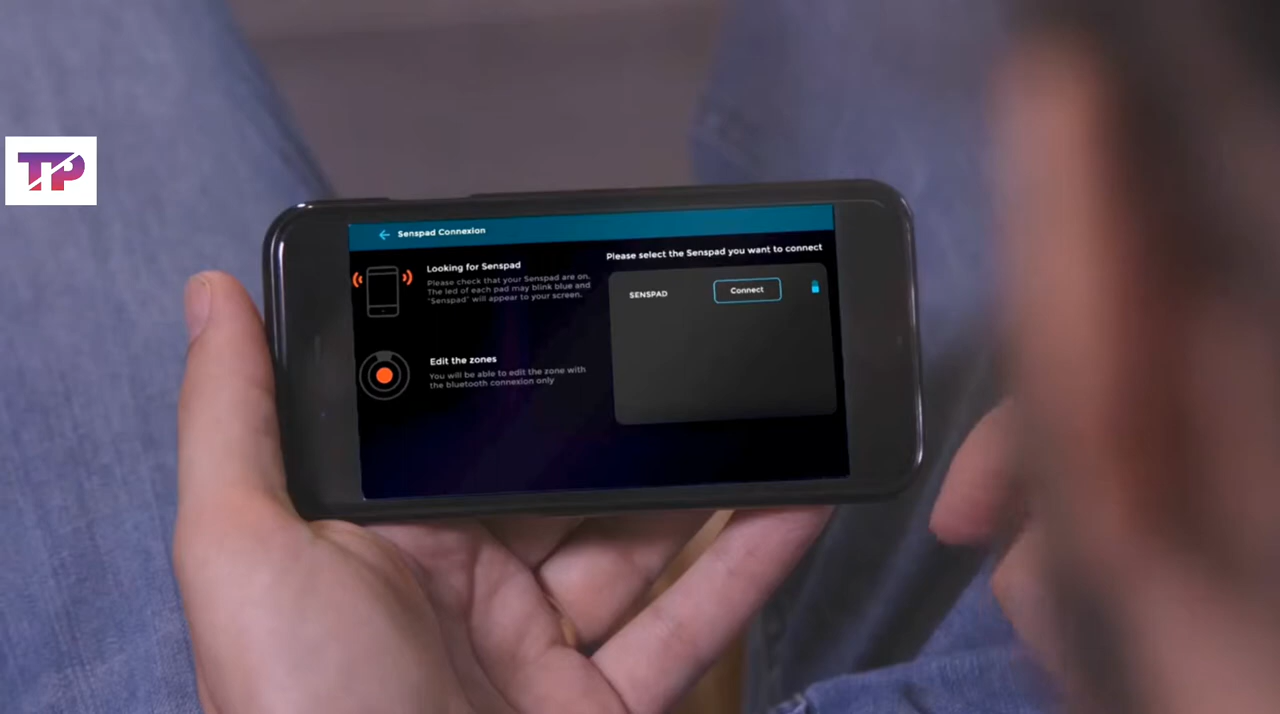 TP
Senspad Connexion
Looking for Senspad
Please check that your Senspad are on.
The led of each pad may blink blue and
"Senspad" will appear to your screen.
Edit the zones
You will be able to edit the zone with
the bluetooth connexion only
Please select the Senspad you want to connect
SENSPAD
Connect